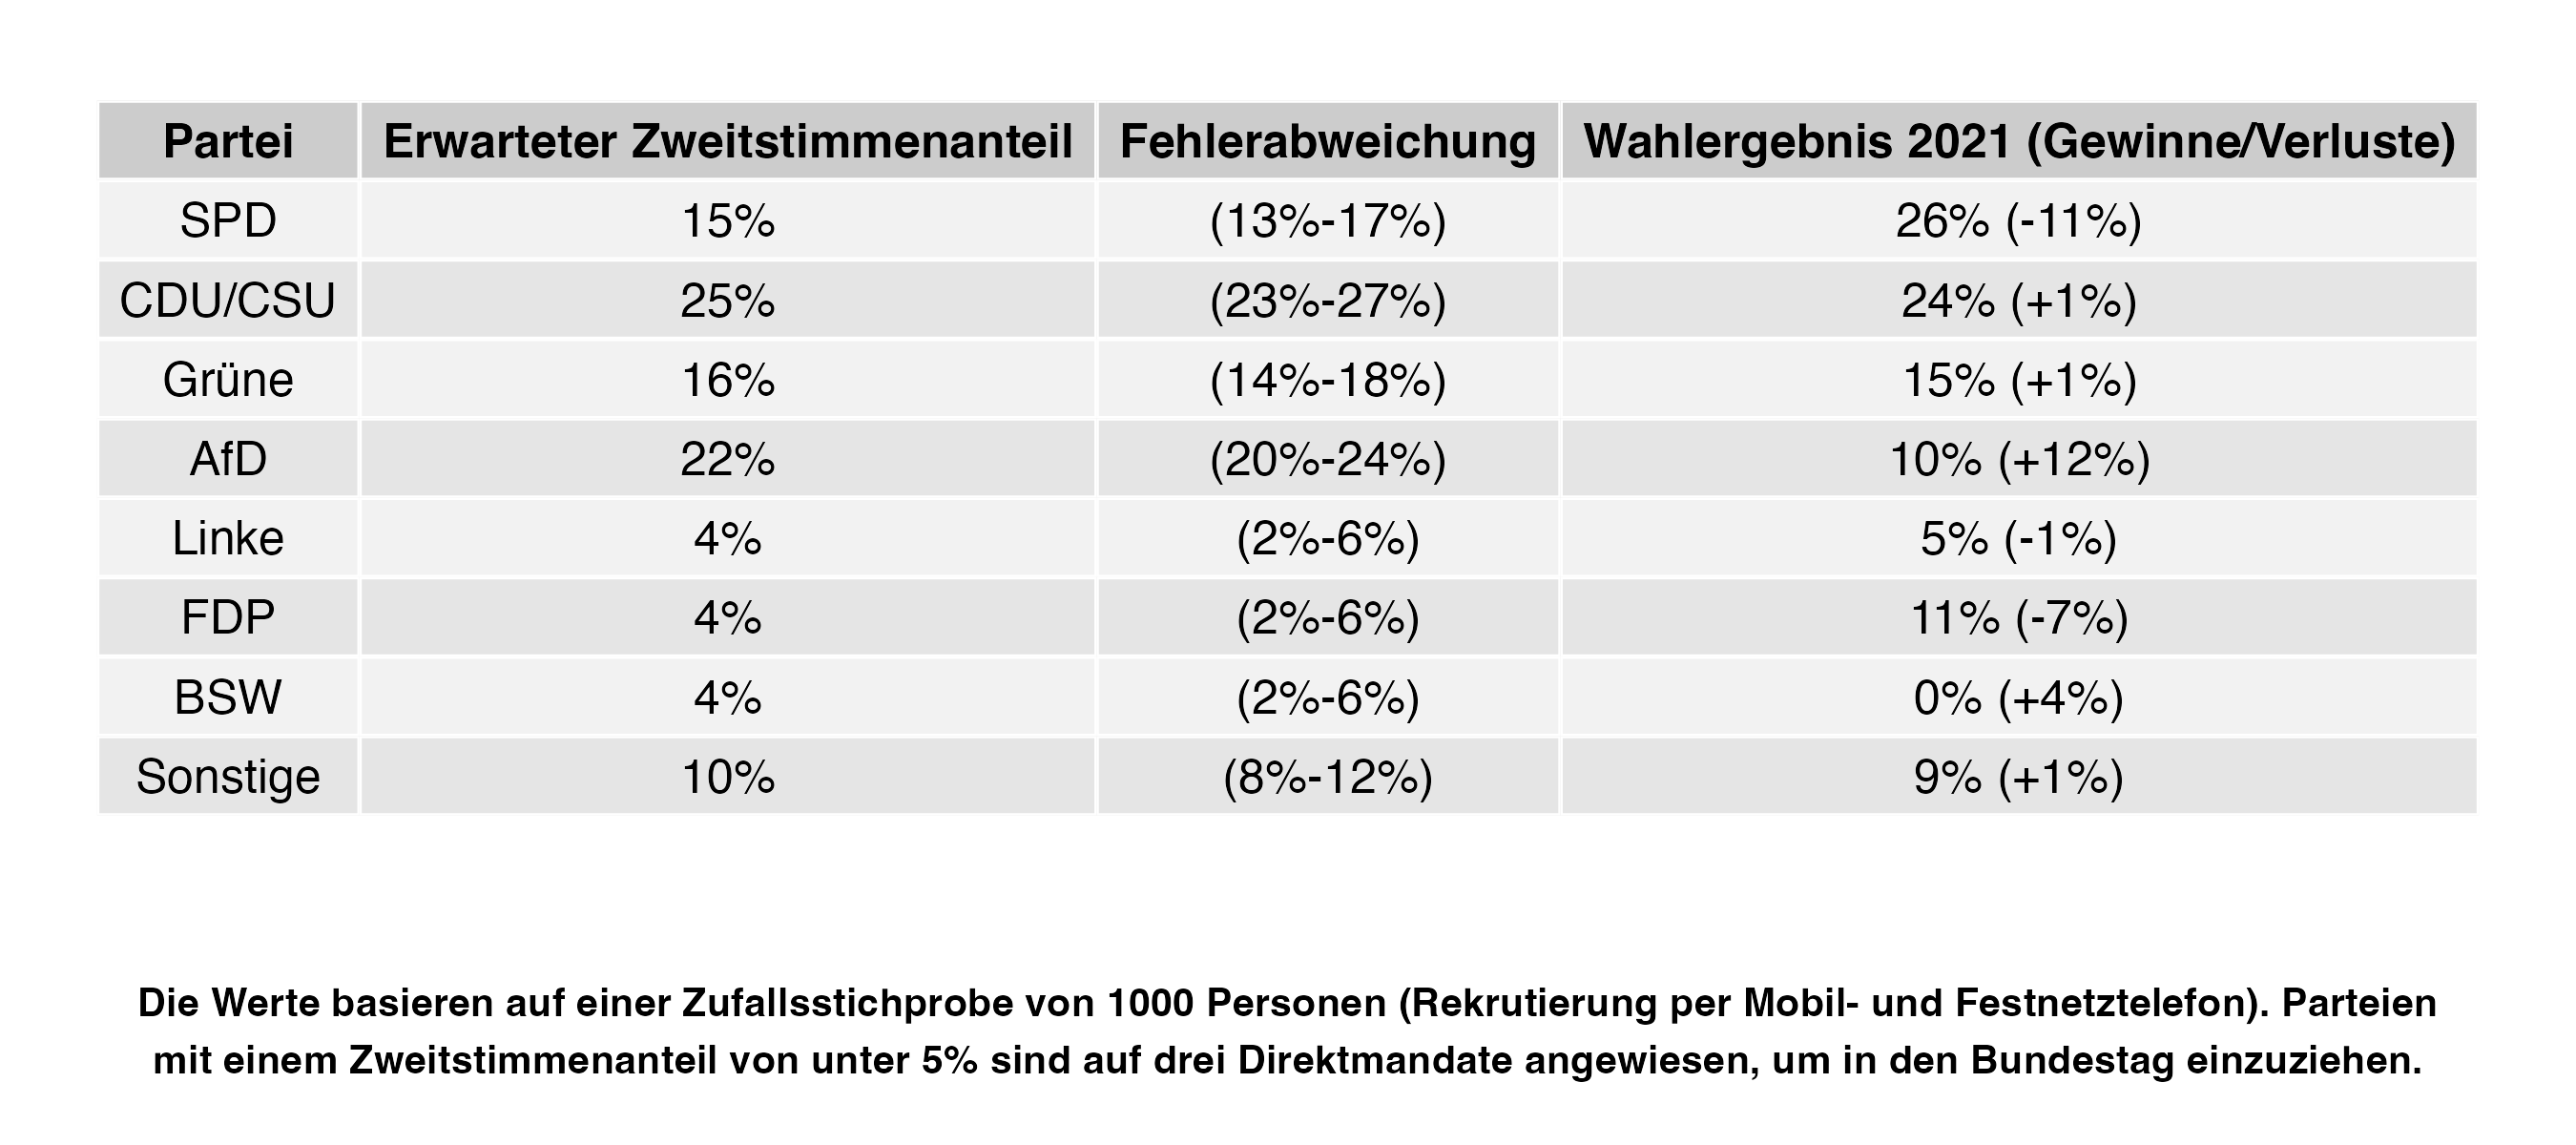 Partei Erwarteter Zweitstimmenanteil Fehlerabweichung Wahlergebnis 2021 (Gewinne/Verluste)
SPD 15% (13%-17%) 26% (-11%)
CDU/CSU 25% (23%-27%) 24% (+1%)
Grüne 16% (14%-18%) 15% (+1%)
AfD 22% (20%-24%) 10% (+12%)
Linke 4% (2%-6%) 5% (-1%)
FDP 4% (2%-6%) 11% (-7%)
BSW 4% (2%-6%) 0% (+4%)
Sonstige 10% (8%-12%) 9% (+1%)
Die Werte basieren auf einer Zufallsstichprobe von 1000 Personen (Rekrutierung per Mobil- und Festnetztelefon). Parteien
mit einem Zweitstimmenanteil von unter 5% sind auf drei Direktmandate angewiesen, um in den Bundestag einzuziehen.